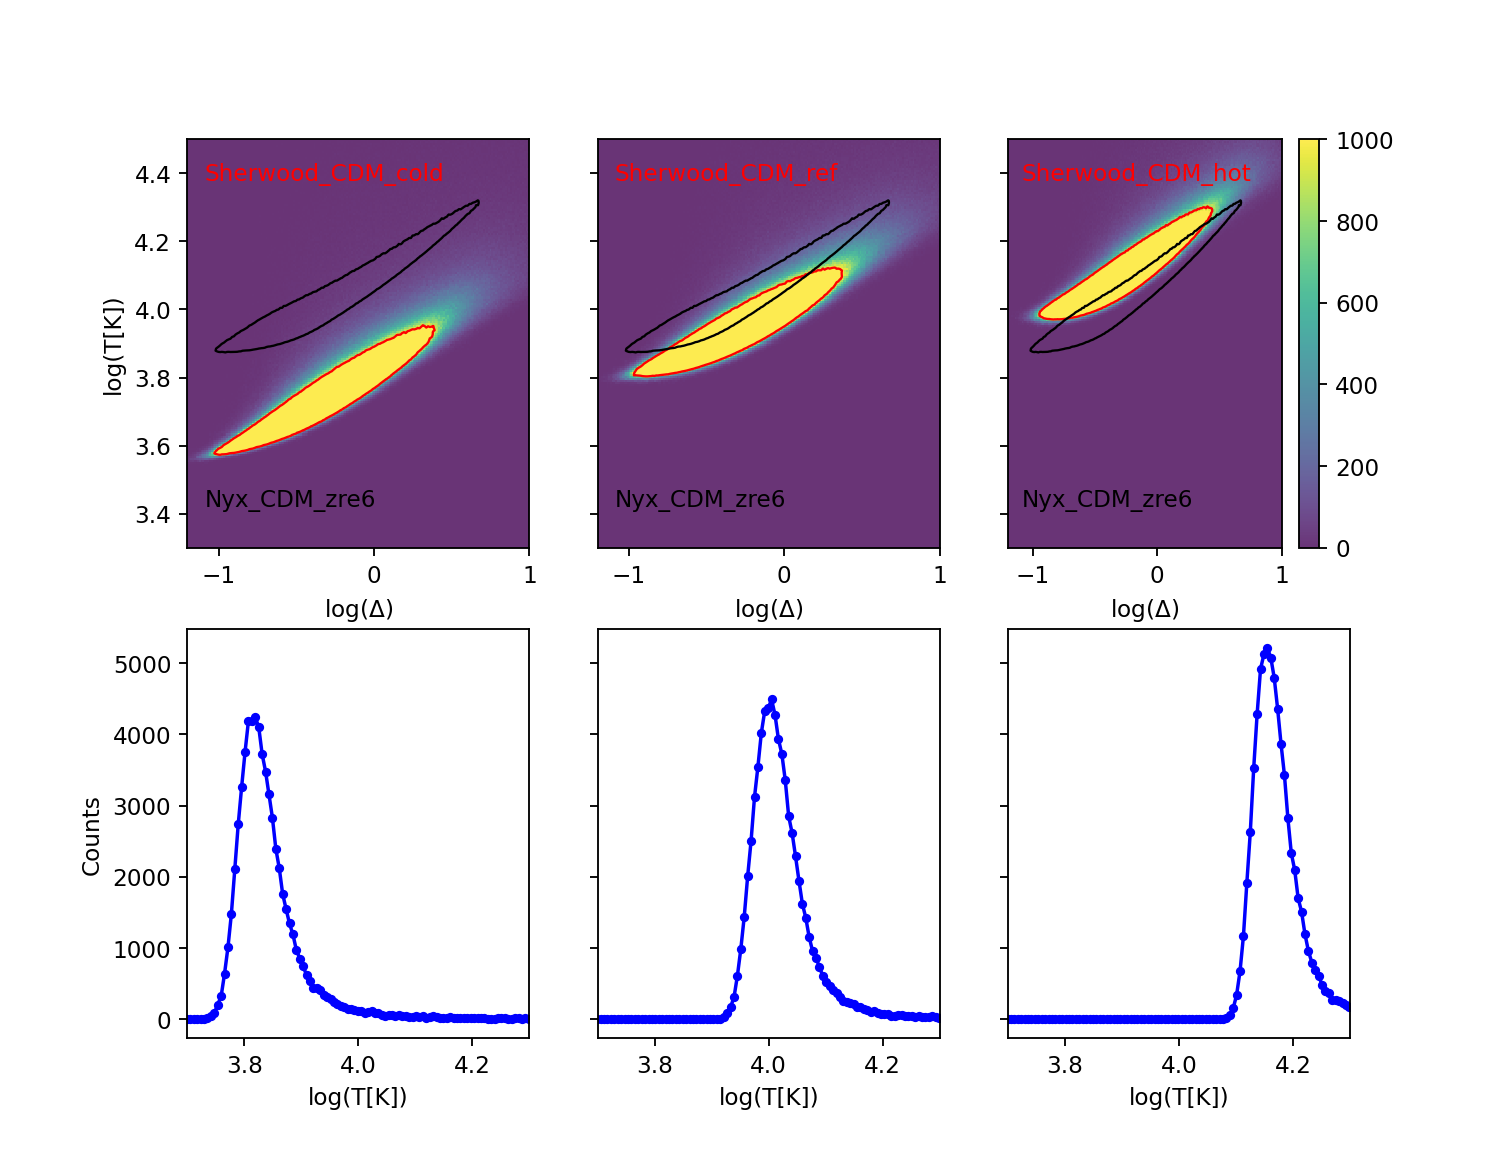 Sherwood_CDM_cold
Sherwood_CDM_ref
Sherwood_CDM_hot
Nyx_CDM_zre6
Nyx_CDM_zre6
Nyx_CDM_zre6
log(T[K])
4.4
4.2
4.0
3.8
3.6
3.4
−1 0 1
−1 0 1
−1 0 1
log(Δ)
log(Δ)
log(Δ)
1000
800
600
400
200
0
Counts
5000
4000
3000
2000
1000
0
3.8 4.0 4.2
3.8 4.0 4.2
3.8 4.0 4.2
log(T[K])
log(T[K])
log(T[K])